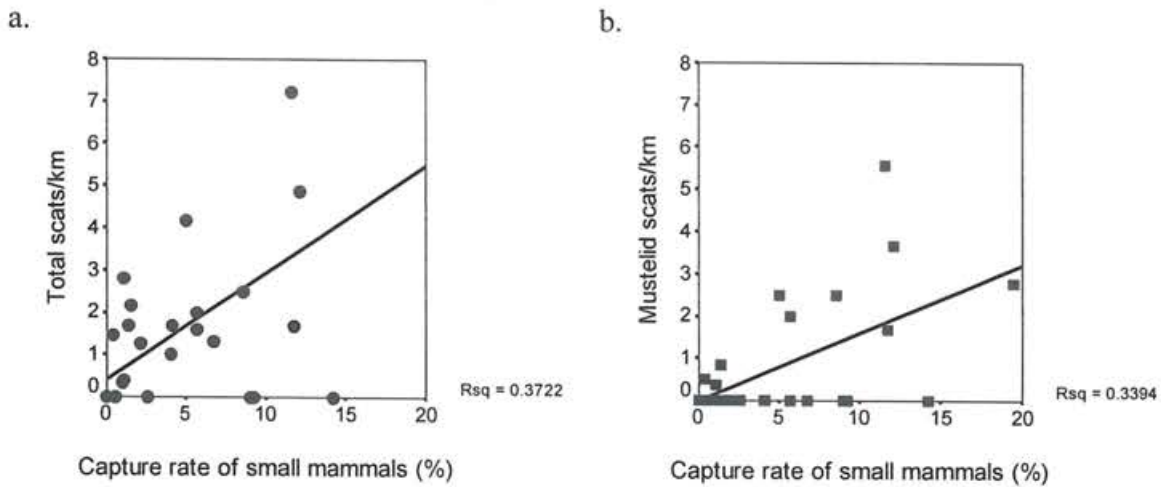 a.
8
7
6
5
4
3
2
1
0
0 5 10 15 20
Total scats/km
Capture rate of small mammals (%)
Rsq = 0.3722
b.
8
7
6
5
4
3
2
1
0
0 5 10 15 20
Mustelid scats/km
Capture rate of small mammals (%)
Rsq = 0.3394